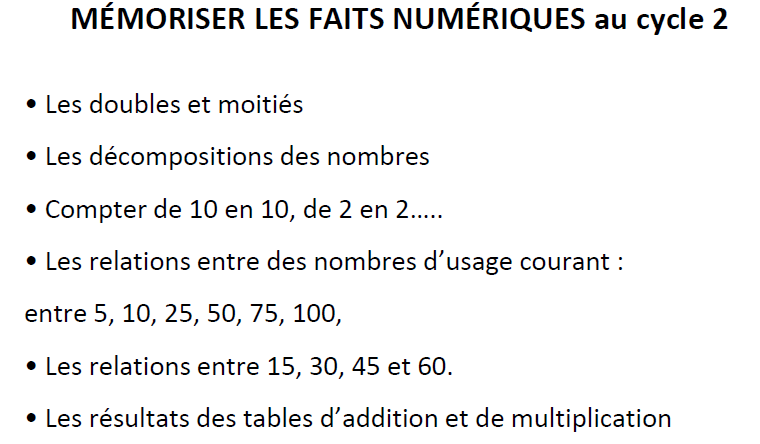 MÉMORISER LES FAITS NUMÉRIQUES au cycle 2
• Les doubles et moitiés
• Les décompositions des nombres
• Compter de 10 en 10, de 2 en 2.....
• Les relations entre des nombres d’usage courant :
entre 5, 10, 25, 50, 75, 100,
• Les relations entre 15, 30, 45 et 60.
• Les résultats des tables d’addition et de multiplication